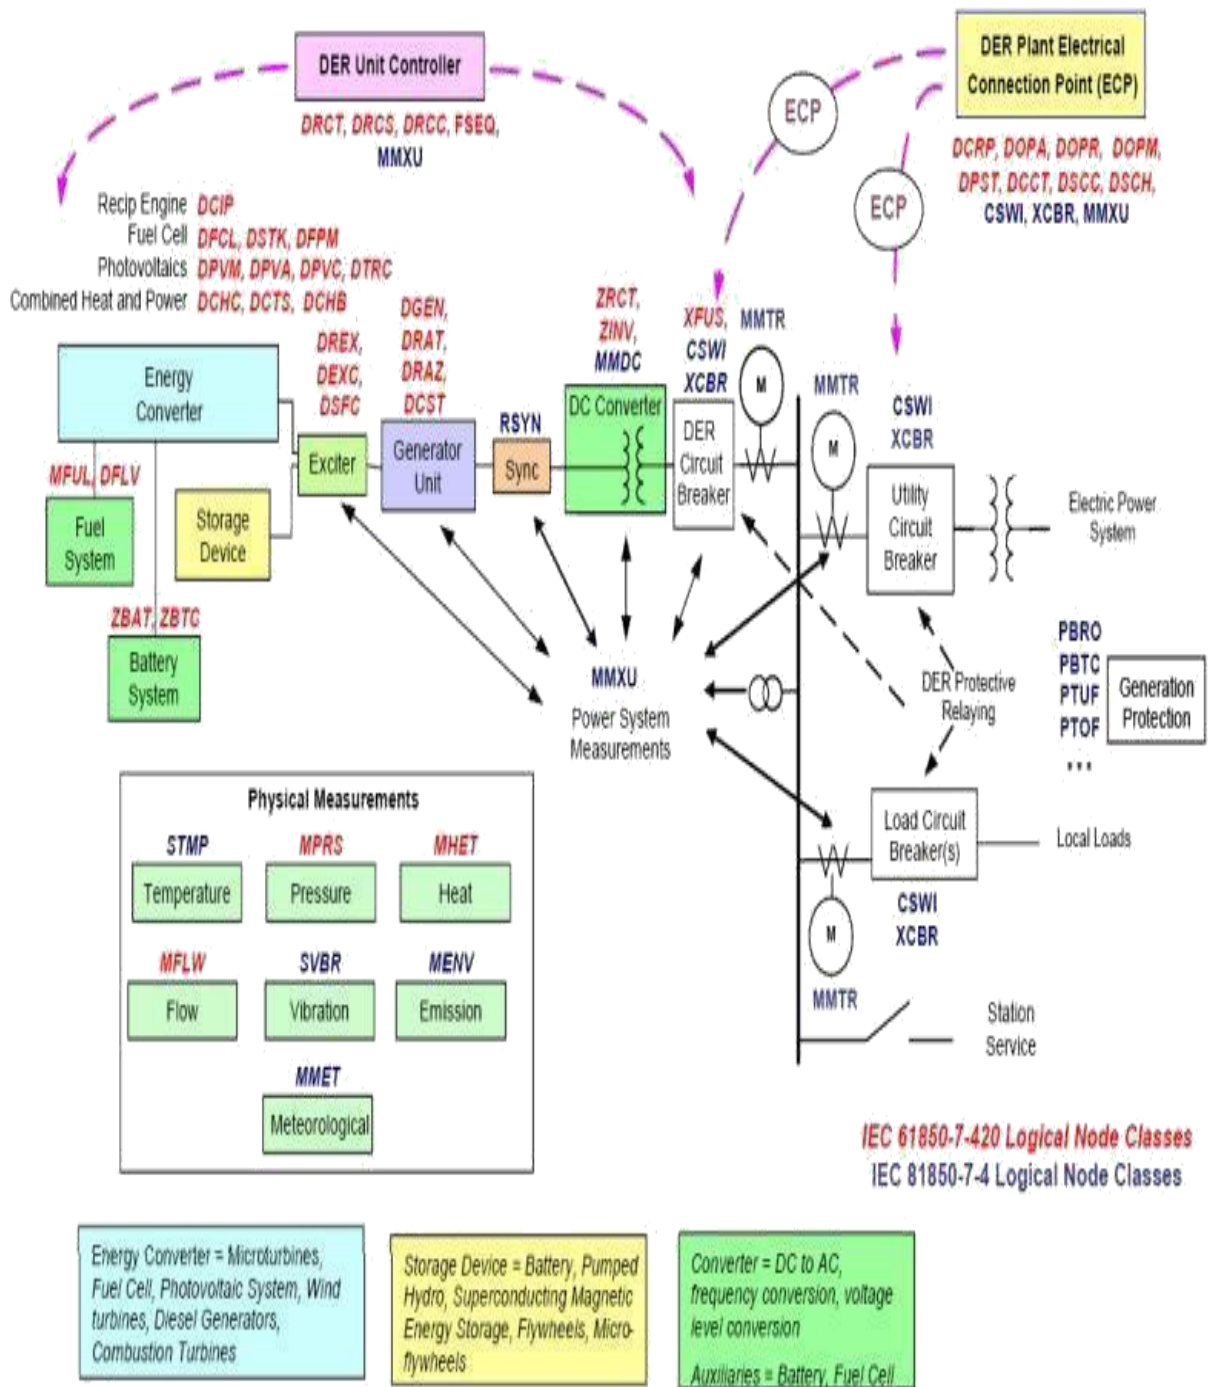 DER Unit Controller
DRCT, DRCS, DRCC, FSEQ,
MMXU
DER Plant Electrical
Connection Point (ECP)
DCRP, DOPA, DOPR, DOPM,
DPST, DCCT, DSCC, DSCH,
CSWI, XCBR, MMXU
ECP
ECP
Recip Engine DCIP
Fuel Cell DFCL, DSTK, DFPM
Photovoltaics DPVM, DPVA, DPVC, DTRC
Combined Heat and Power DCHC, DCTS, DCHB
DREX,
DEXC,
DSFC
DGEN,
DRAT,
DRAZ,
DCST
RSYN
ZRCT,
ZINV,
MMDC
XFUS,
CSWI
XCBR
MMTR
M
MMTR
M
CSWI
XCBR
Energy
Converter
Exciter
Generator
Unit
Sync
DC Converter
DER
Circuit
Breaker
Utility
Circuit
Breaker
Electric Power
System
MFUL, DFLV
Fuel
System
Storage
Device
ZBAT, ZBTC
Battery
System
MMXU
Power System
Measurements
DER Protective
Relaying
PBRO
PBTC
PTUF
PTOF
...
Generation
Protection
Load Circuit
Breaker(s)
Local Loads
CSWI
XCBR
M
MMTR
Station
Service
Physical Measurements
STMP MPRS MHET
Temperature Pressure Heat
MFLW SVBR MENV
Flow Vibration Emission
MMET
Meteorological
IEC 61850-7-420 Logical Node Classes
IEC 81850-7-4 Logical Node Classes
Energy Converter = Microturbines,
Fuel Cell, Photovoltaic System, Wind
turbines, Diesel Generators,
Combustion Turbines
Storage Device = Battery, Pumped
Hydro, Superconducting Magnetic
Energy Storage, Flywheels, Micro-
flywheels
Converter = DC to AC,
frequency conversion, voltage
level conversion
Auxiliaries = Battery, Fuel Cell